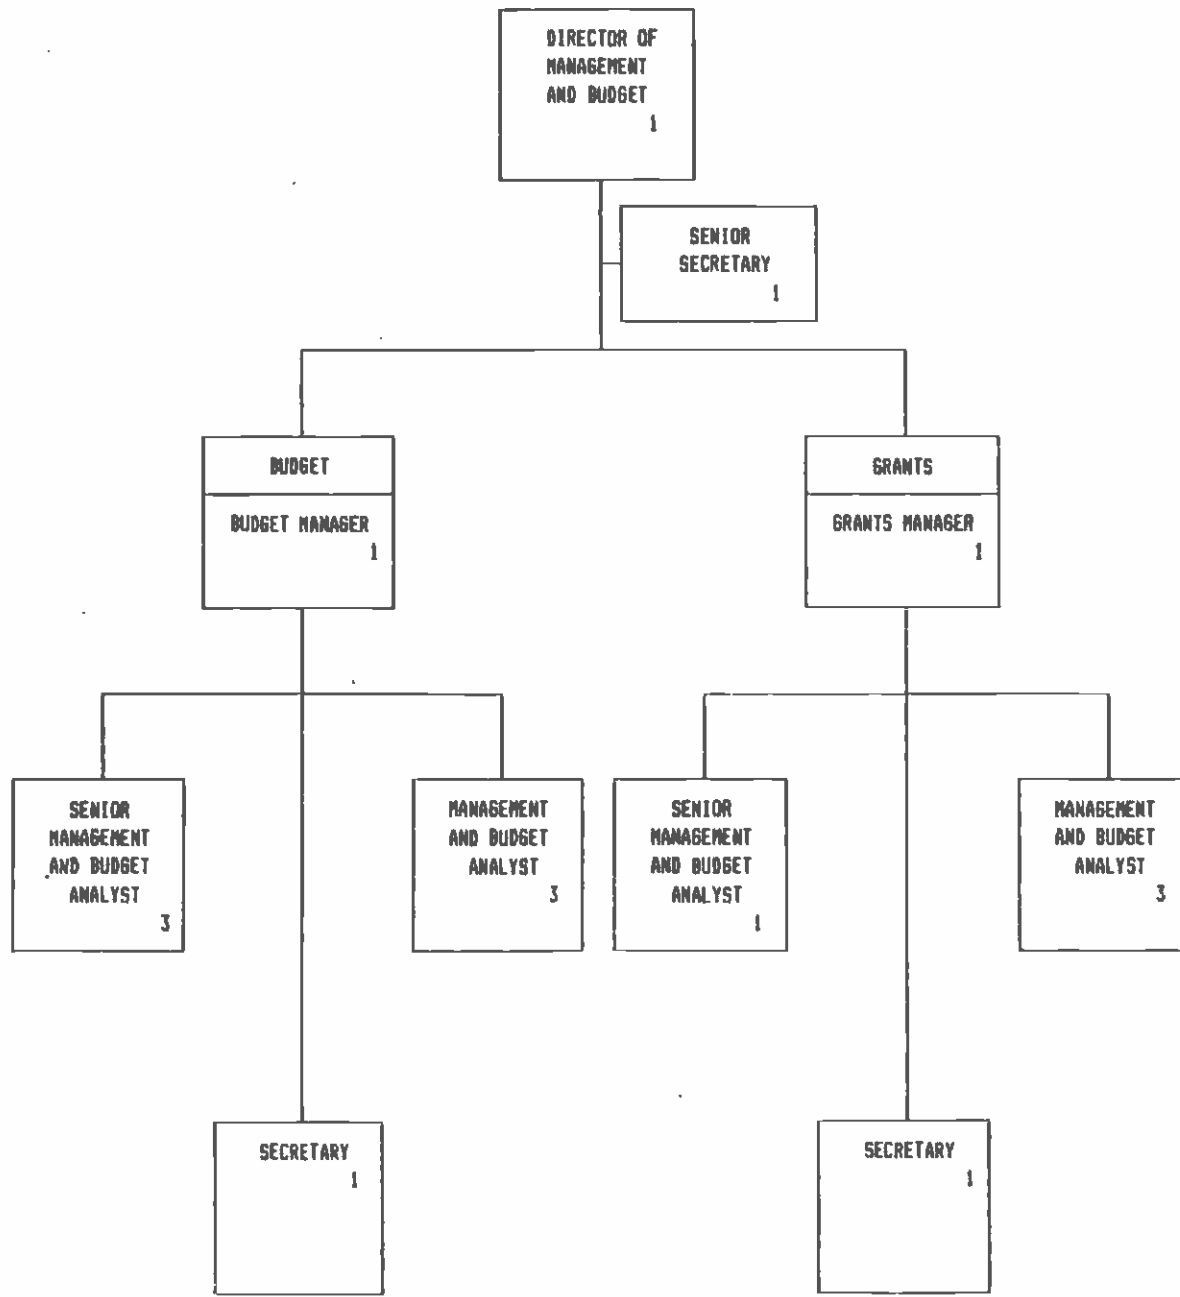 DIRECTOR OF
MANAGEMENT
AND BUDGET
1
SENIOR
SECRETARY
1
BUDGET
BUDGET MANAGER
1
GRANTS
GRANTS MANAGER
1
SENIOR
MANAGEMENT
AND BUDGET
ANALYST
3
MANAGEMENT
AND BUDGET
ANALYST
3
SENIOR
MANAGEMENT
AND BUDGET
ANALYST
1
MANAGEMENT
AND BUDGET
ANALYST
3
SECRETARY
1
SECRETARY
1